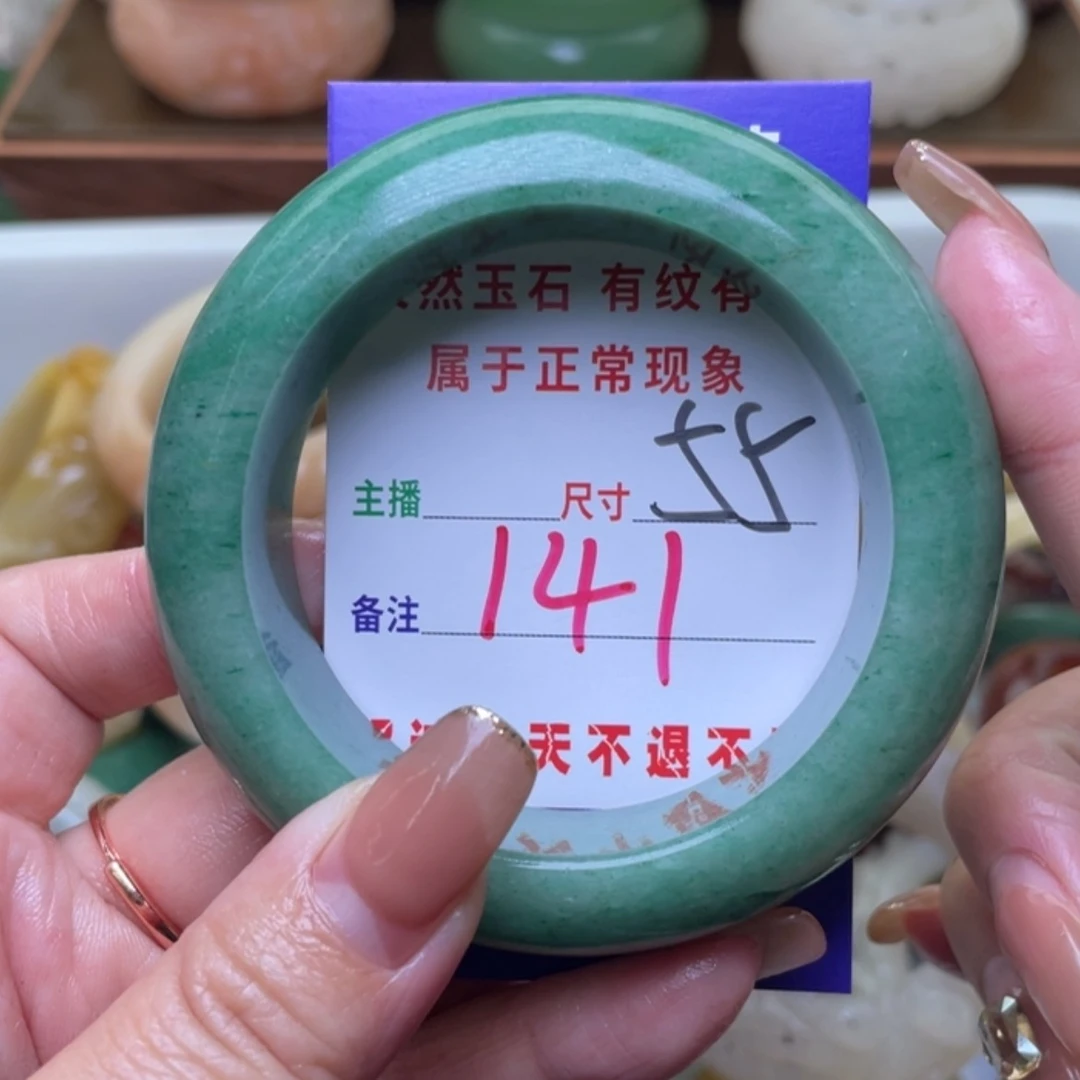 然玉石 有纹有
属于正常现象
主播 尺寸 55
备注 141
天不退不